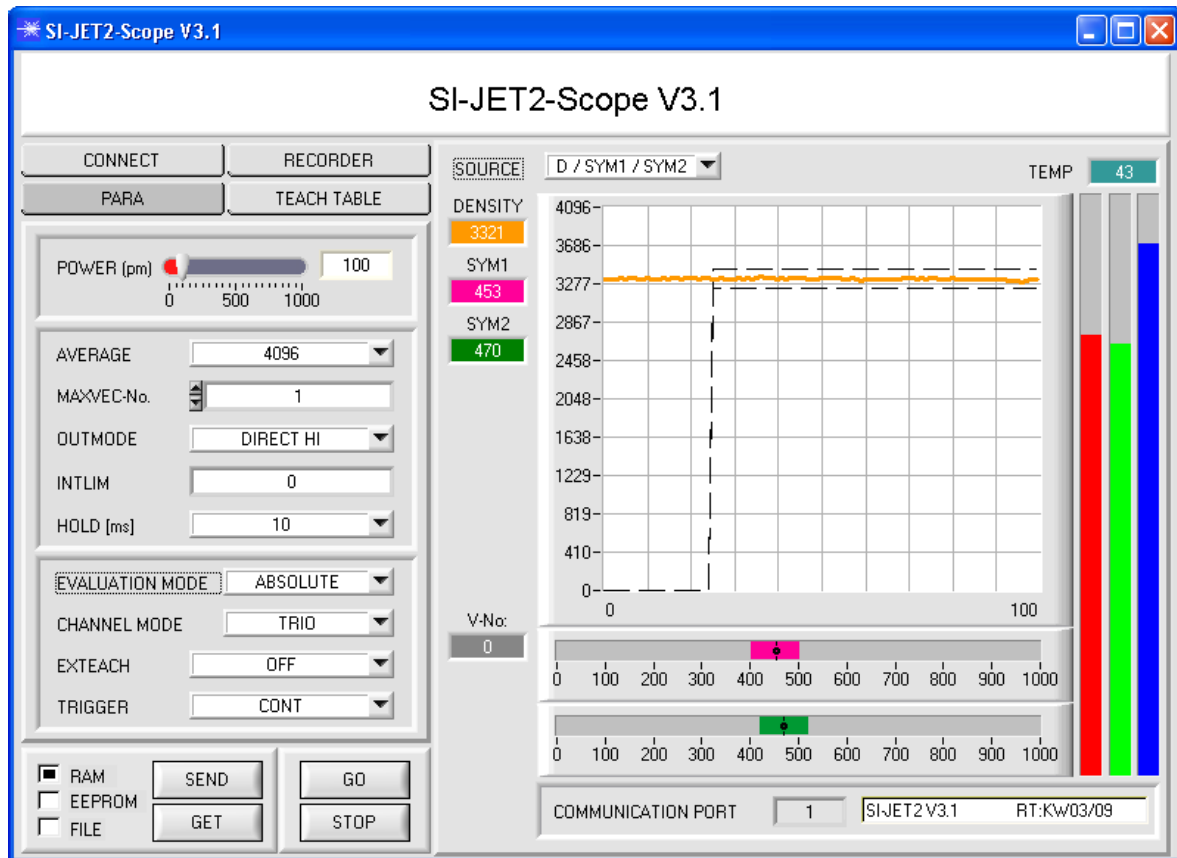 SI-JET2-Scope V3.1
SI-JET2-Scope V3.1
CONNECT
RECORDER
PARA
TEACH TABLE
POWER (pm)
100
0 500 1000
AVERAGE
4096
MAXVEC-No.
1
OUTMODE
DIRECT HI
INTLIM
0
HOLD [ms]
10
EVALUATION MODE
ABSOLUTE
CHANNEL MODE
TRIO
EXTEACH
OFF
TRIGGER
CONT
RAM
EEPROM
FILE
SEND
GET
GO
STOP
SOURCE
D / SYM1 / SYM2
TEMP
43
DENSITY
3321
SYM1
453
SYM2
470
V-No:
0
4096
3686
3277
2867
2458
2048
1638
1229
819
410
0
0 100
0 100 200 300 400 500 600 700 800 900 1000
0 100 200 300 400 500 600 700 800 900 1000
COMMUNICATION PORT
1
SI-JET2 V3.1 RT:KW03/09